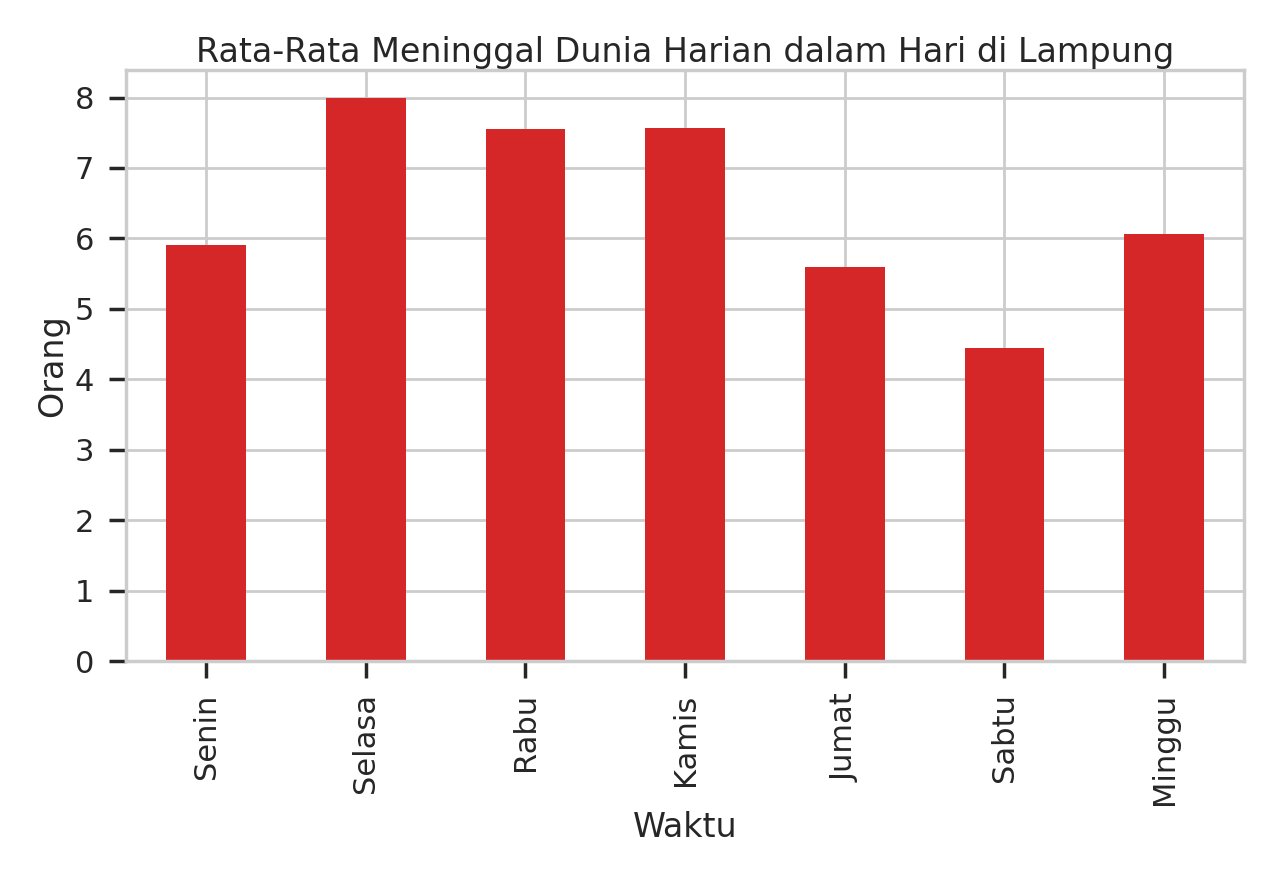 Rata-Rata Meninggal Dunia Harian dalam Hari di Lampung
8
7
6
5
4
3
2
1
0
Orang
Senin
Selasa
Rabu
Kamis
Jumat
Sabtu
Minggu
Waktu